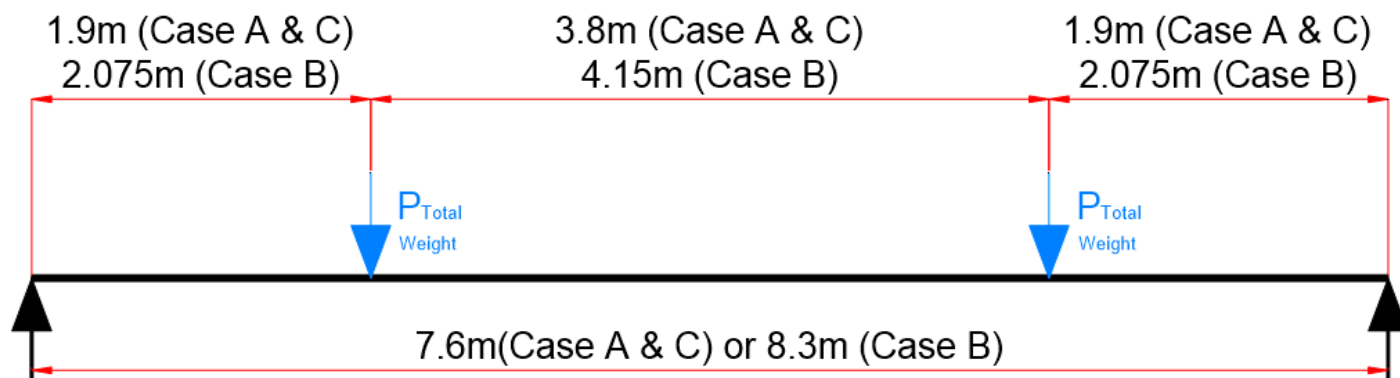 1.9m (Case A & C)
2.075m (Case B)
3.8m (Case A & C)
4.15m (Case B)
1.9m (Case A & C)
2.075m (Case B)
PTotal
Weight
PTotal
Weight
7.6m(Case A & C) or 8.3m (Case B)